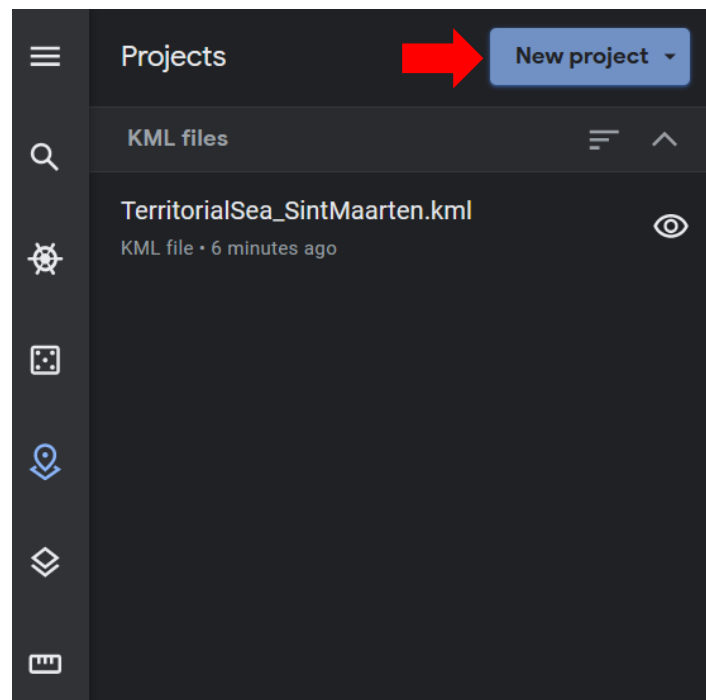 Projects
New project
KML files
TerritorialSea_SintMaarten.kml
KML file • 6 minutes ago